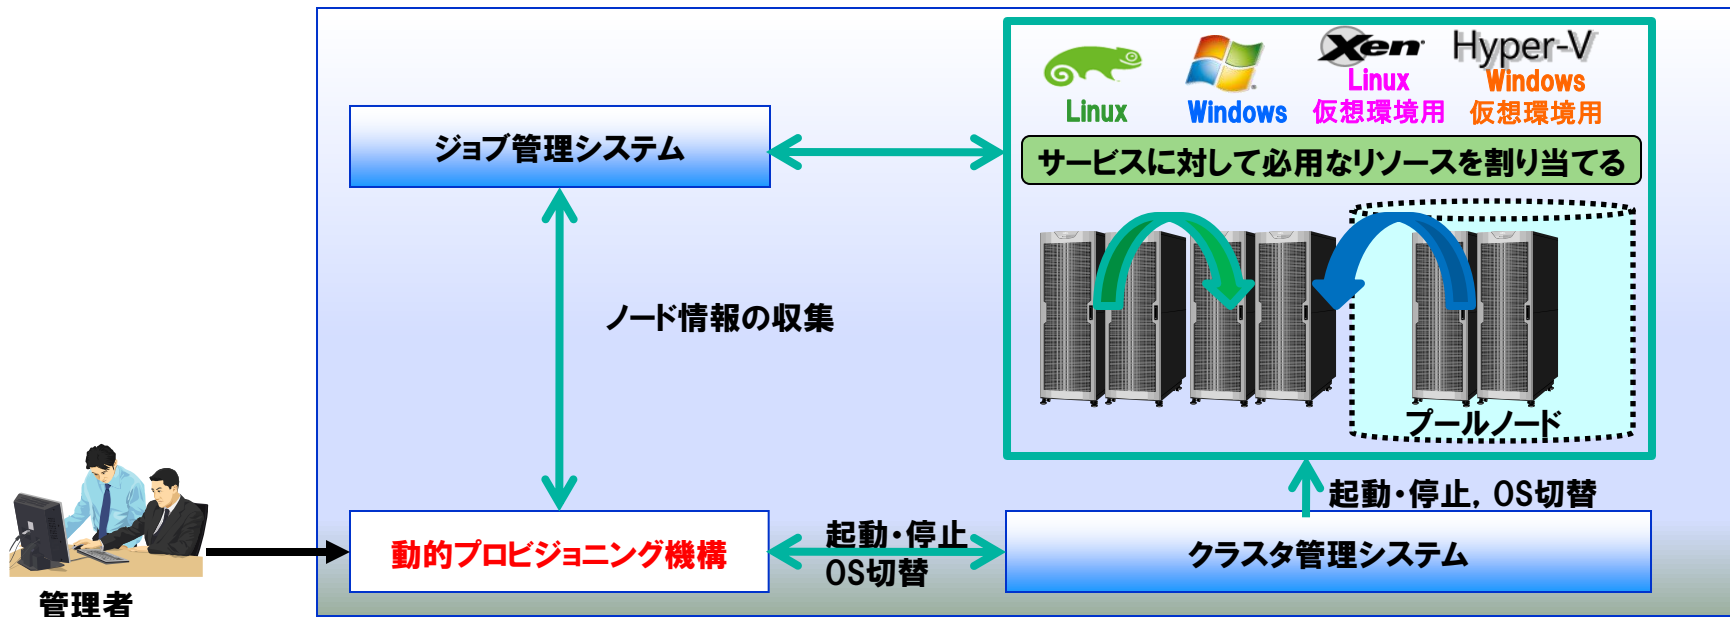 Xen
Hyper-V
Linux
Windows
Linux
仮想環境用
Windows
仮想環境用
ジョブ管理システム
サービスに対して必用なリソースを割り当てる
ノード情報の収集
プールノード
起動・停止, OS切替
動的プロビジョニング機構
起動・停止
OS切替
クラスタ管理システム
管理者